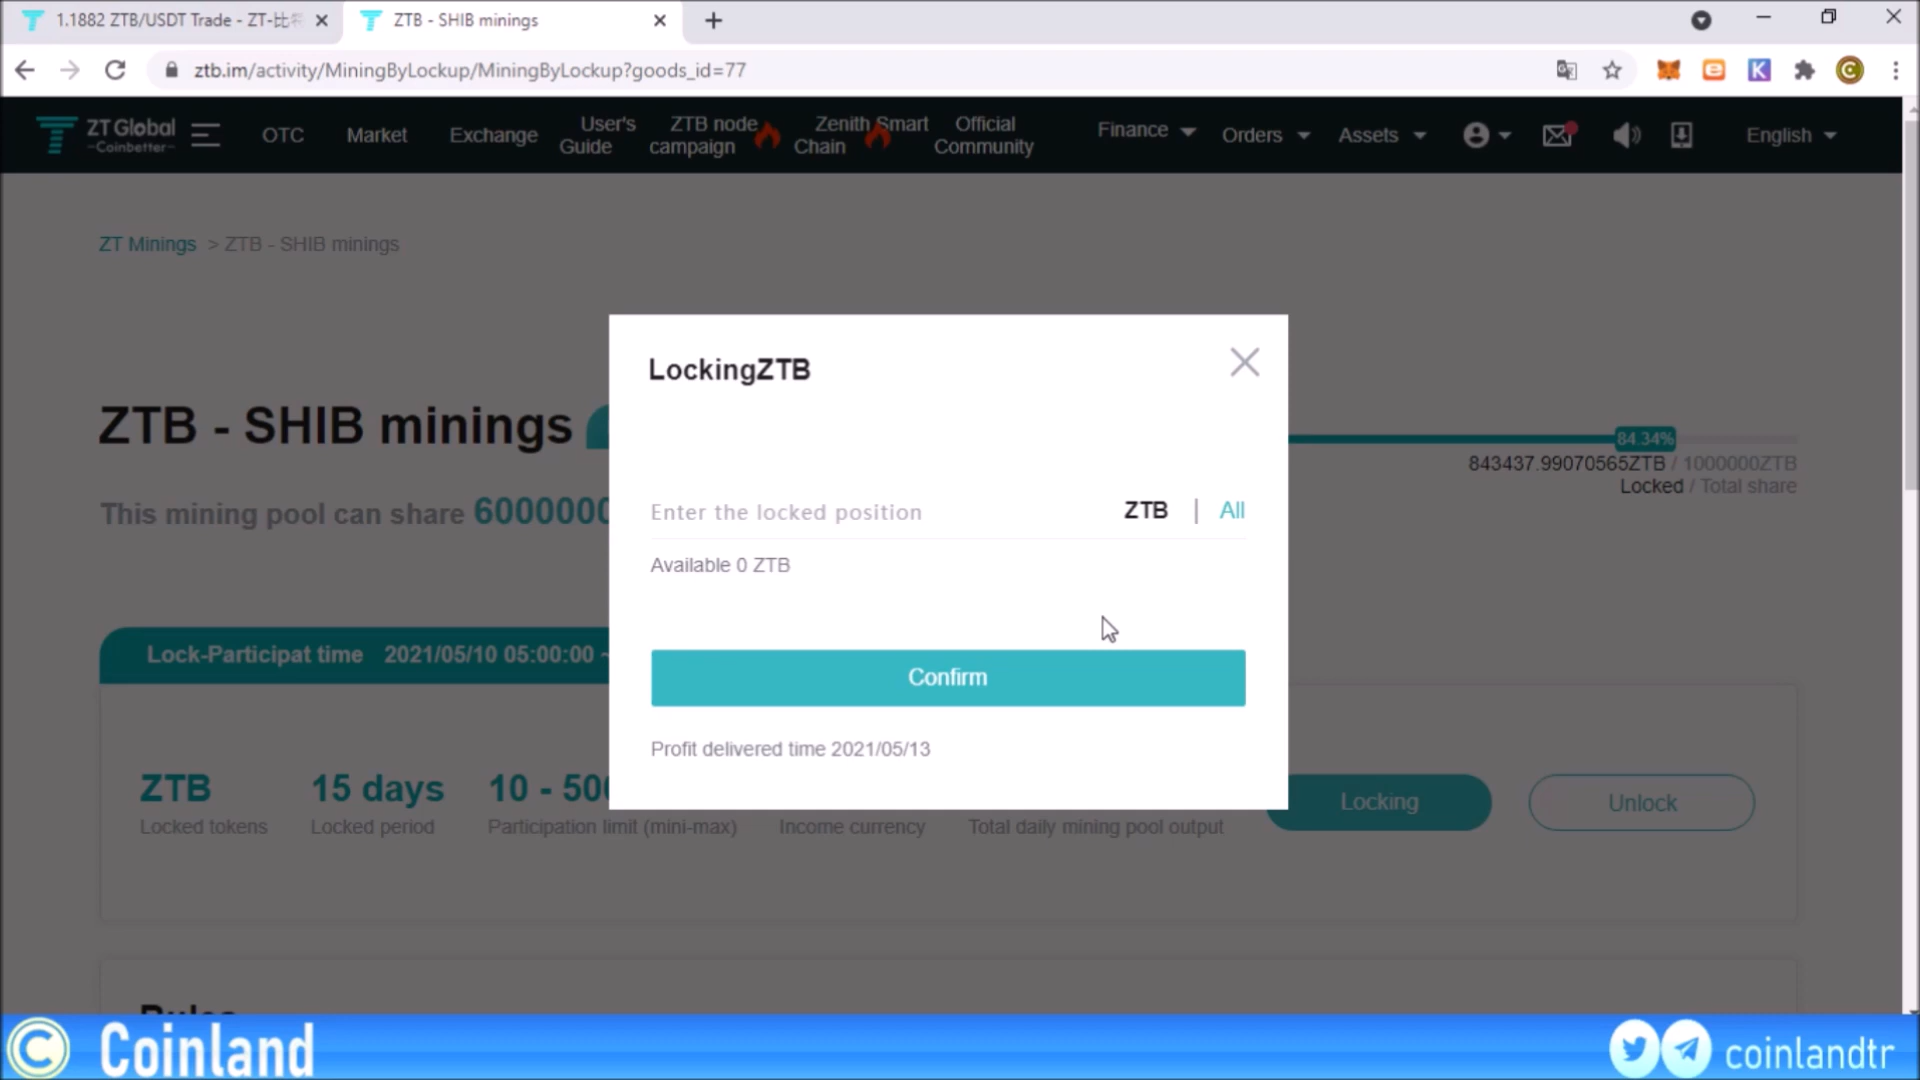 1.1882 ZTB/USDT Trade - ZT-比
ZTB - SHIB minings
ztb.im/activity/MiningByLockup/MiningByLockup?goods_id=77
ZT Global
Coinbetter
OTC
Market
Exchange
User's
Guide
ZTB node
campaign
Zenith Smart
Chain
Official
Community
Finance
Orders
Assets
English
ZT Minings > ZTB - SHIB minings
LockingZTB
ZTB - SHIB minings
84.34%
843437.99070565ZTB / 1000000ZTB
Locked / Total share
This mining pool can share 6000000
Enter the locked position
ZTB | All
Available 0 ZTB
Lock-Participat time 2021/05/10 05:00:00 ~
Confirm
Profit delivered time 2021/05/13
ZTB
Locked tokens
15 days
Locked period
10 - 500
Participation limit (mini-max)
Income currency
Total daily mining pool output
Locking
Unlock
Rules
Coinland
coinlandtr